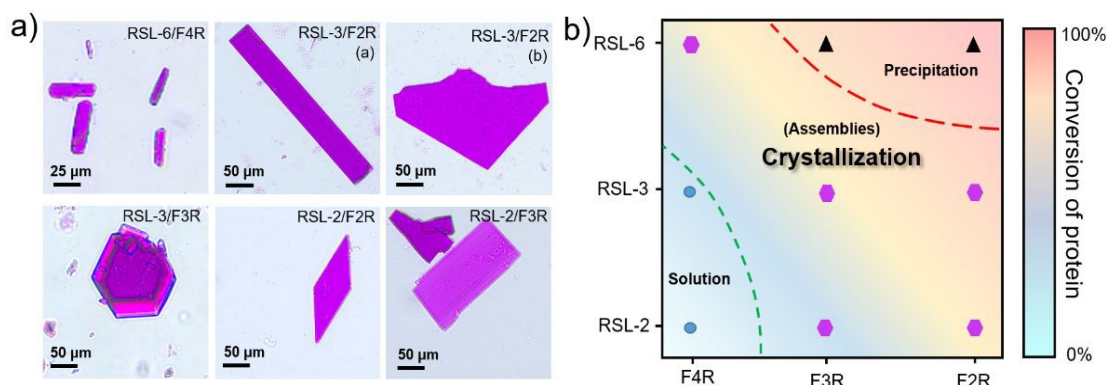 a)
RSL-6/F4R
25 µm
RSL-3/F2R
(a)
50 µm
RSL-3/F2R
(b)
50 µm
RSL-3/F3R
50 µm
RSL-2/F2R
50 µm
RSL-2/F3R
50 µm
b)
RSL-6
RSL-3
RSL-2
Precipitation
(Assemblies)
Crystallization
Solution
F4R
F3R
F2R
100%
Conversion of protein
0%